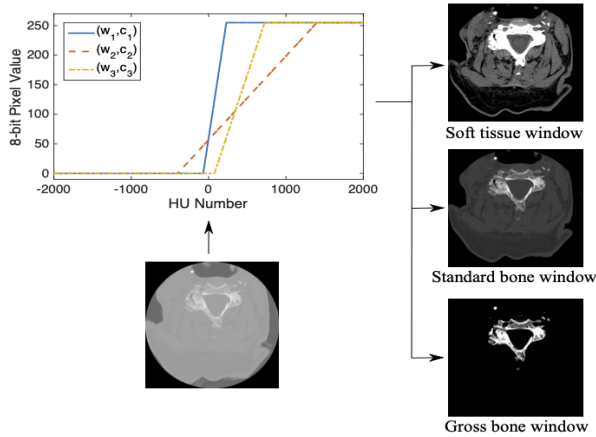 250
200
150
100
50
0
8-bit Pixel Value
(w1,c1)
(w2,c2)
(w3,c3)
-2000 -1000 0 1000 2000
HU Number
Soft tissue window
Standard bone window
Gross bone window